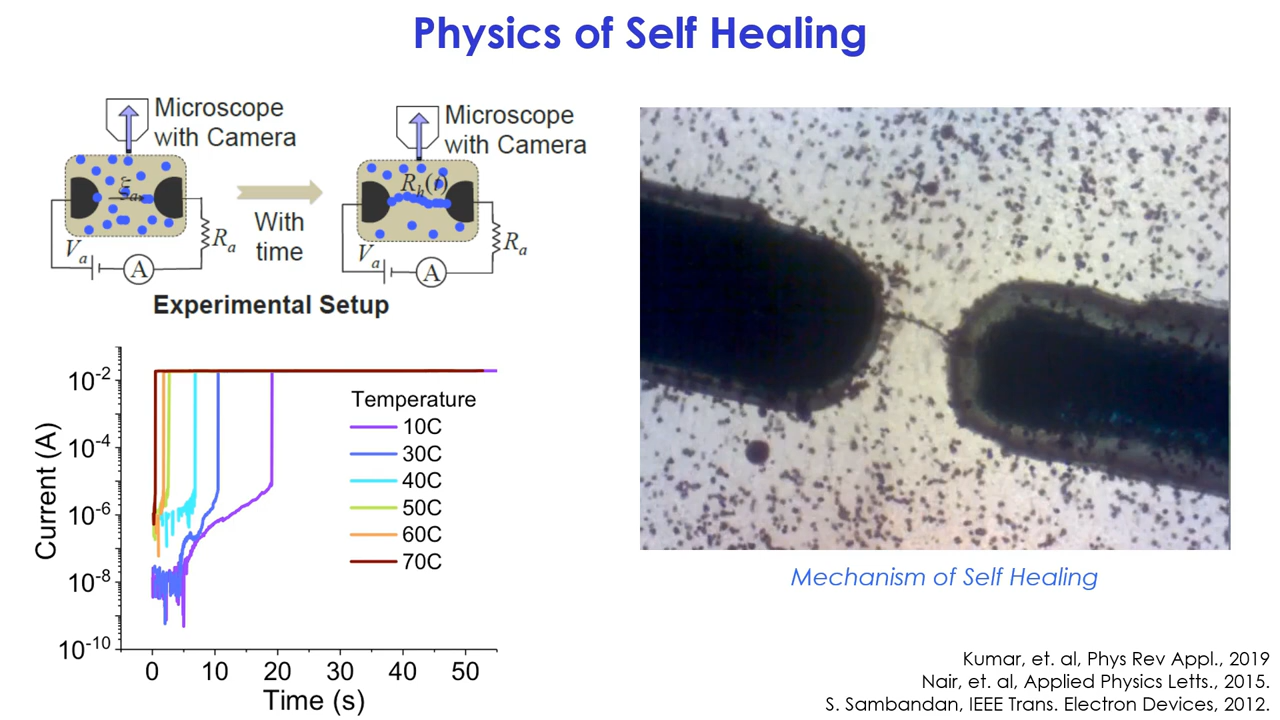 Physics of Self Healing
Microscope
with Camera
Microscope
with Camera
R_h(t)
V_a
A
R_a
With
time
V_a
A
R_a
Experimental Setup
Current (A)
10^-2
10^-4
10^-6
10^-8
10^-10
0 10 20 30 40 50
Time (s)
Temperature
10C
30C
40C
50C
60C
70C
Mechanism of Self Healing
Kumar, et. al, Phys Rev Appl., 2019
Nair, et. al, Applied Physics Letts., 2015.
S. Sambandan, IEEE Trans. Electron Devices, 2012.